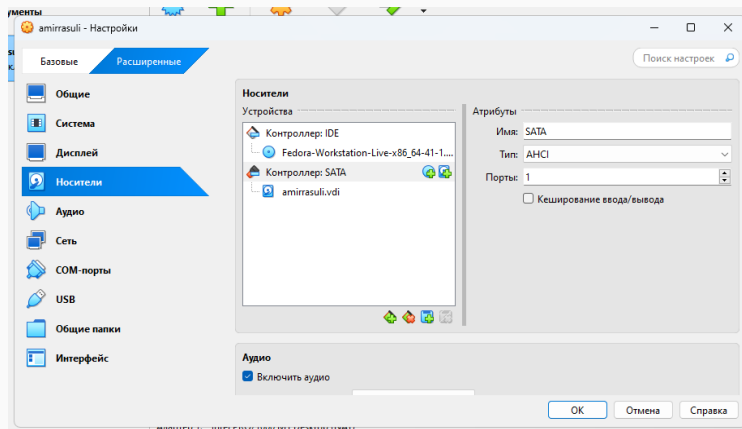 ументы
amirrasuli - Настройки
Базовые
Расширенные
Поиск настроек
Общие
Система
Дисплей
Носители
Аудио
Сеть
COM-порты
USB
Общие папки
Интерфейс
Носители
Устройства
Контроллер: IDE
Fedora-Workstation-Live-x86_64-41-1....
Контроллер: SATA
amirrasuli.vdi
Атрибуты
Имя: SATA
Тип: AHCI
Порты: 1
Кеширование ввода/вывода
Аудио
Включить аудио
OK
Отмена
Справка